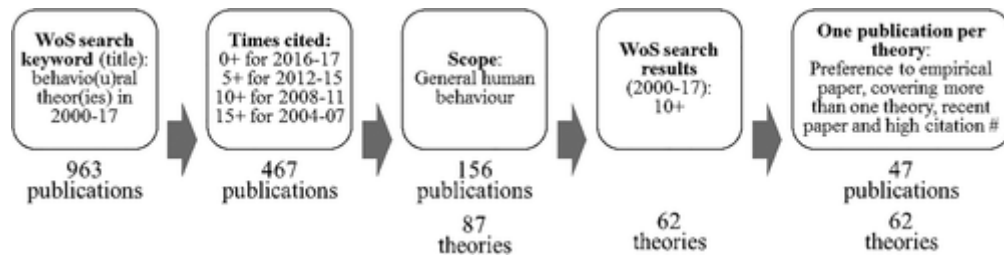 WoS search
keyword (title):
behavio(u)ral
theor(ies) in
2000-17
963
publications
Times cited:
0+ for 2016-17
5+ for 2012-15
10+ for 2008-11
15+ for 2004-07
467
publications
Scope:
General human
behaviour
156
publications
87
theories
WoS search
results
(2000-17):
10+
62
theories
One publication per
theory:
Preference to empirical
paper, covering more
than one theory, recent
paper and high citation #
47
publications
62
theories